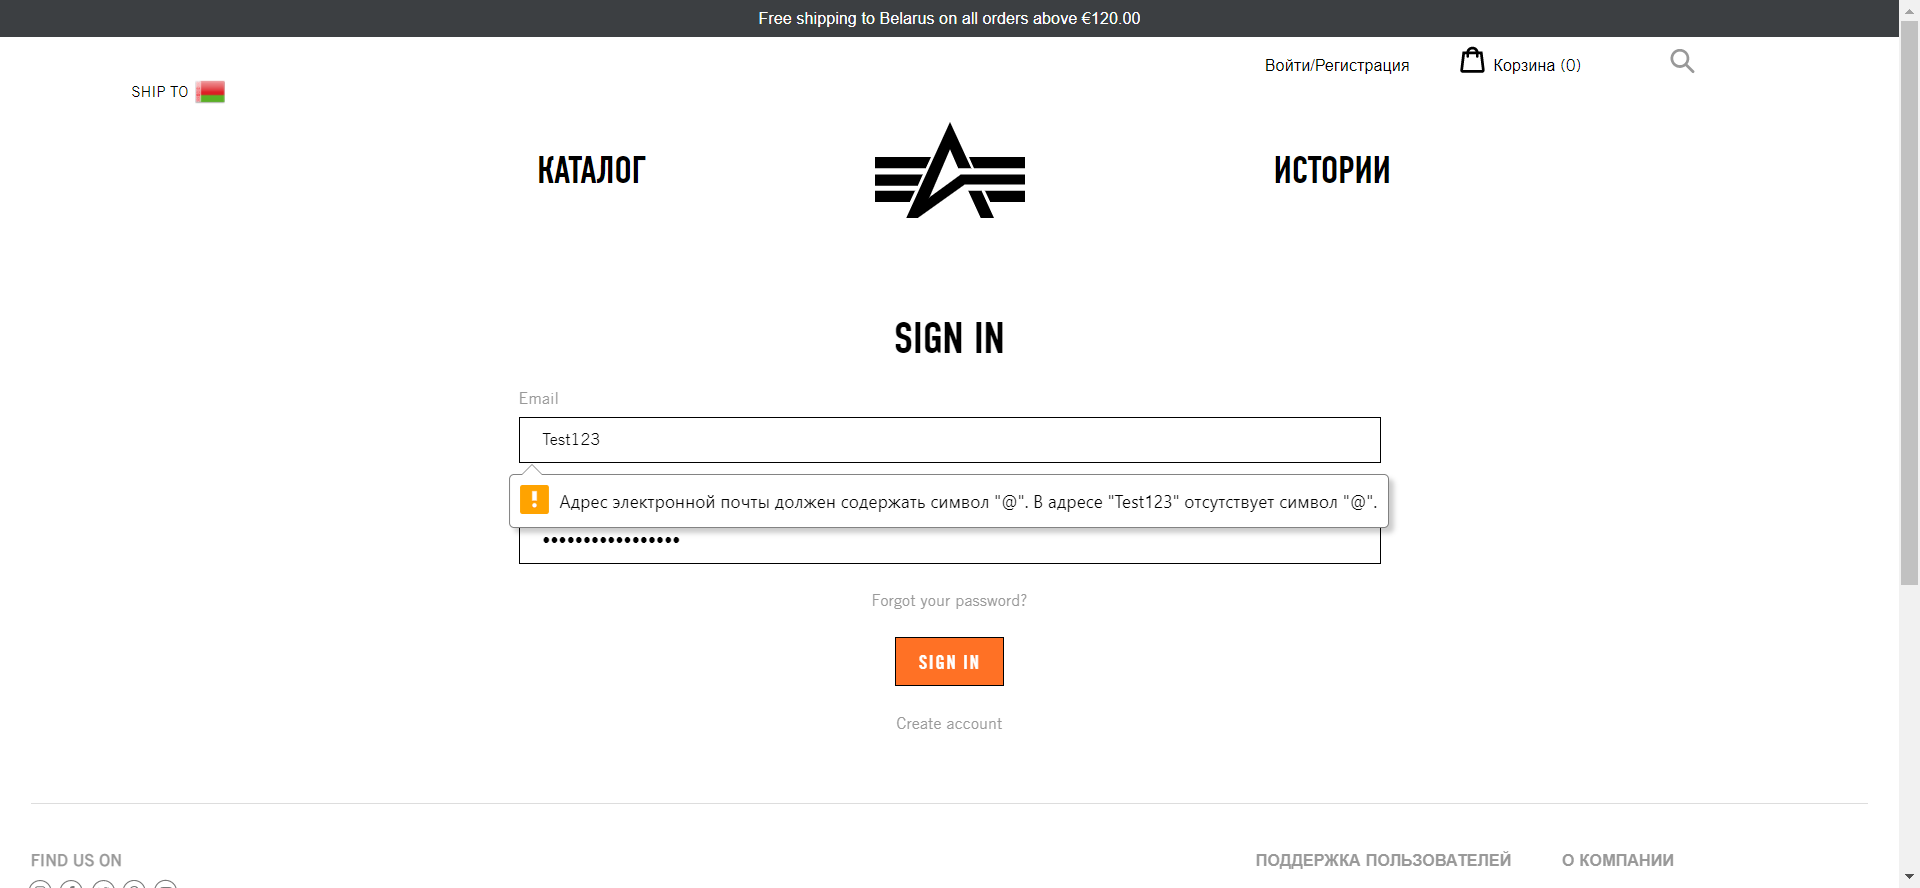 Free shipping to Belarus on all orders above €120.00
Войти/Регистрация
Корзина (0)
SHIP TO
КАТАЛОГ
ИСТОРИИ
SIGN IN
Email
Test123
Адрес электронной почты должен содержать символ "@". В адресе "Test123" отсутствует символ "@".
•••••••••••••••••
Forgot your password?
SIGN IN
Create account
FIND US ON
ПОДДЕРЖКА ПОЛЬЗОВАТЕЛЕЙ
О КОМПАНИИ